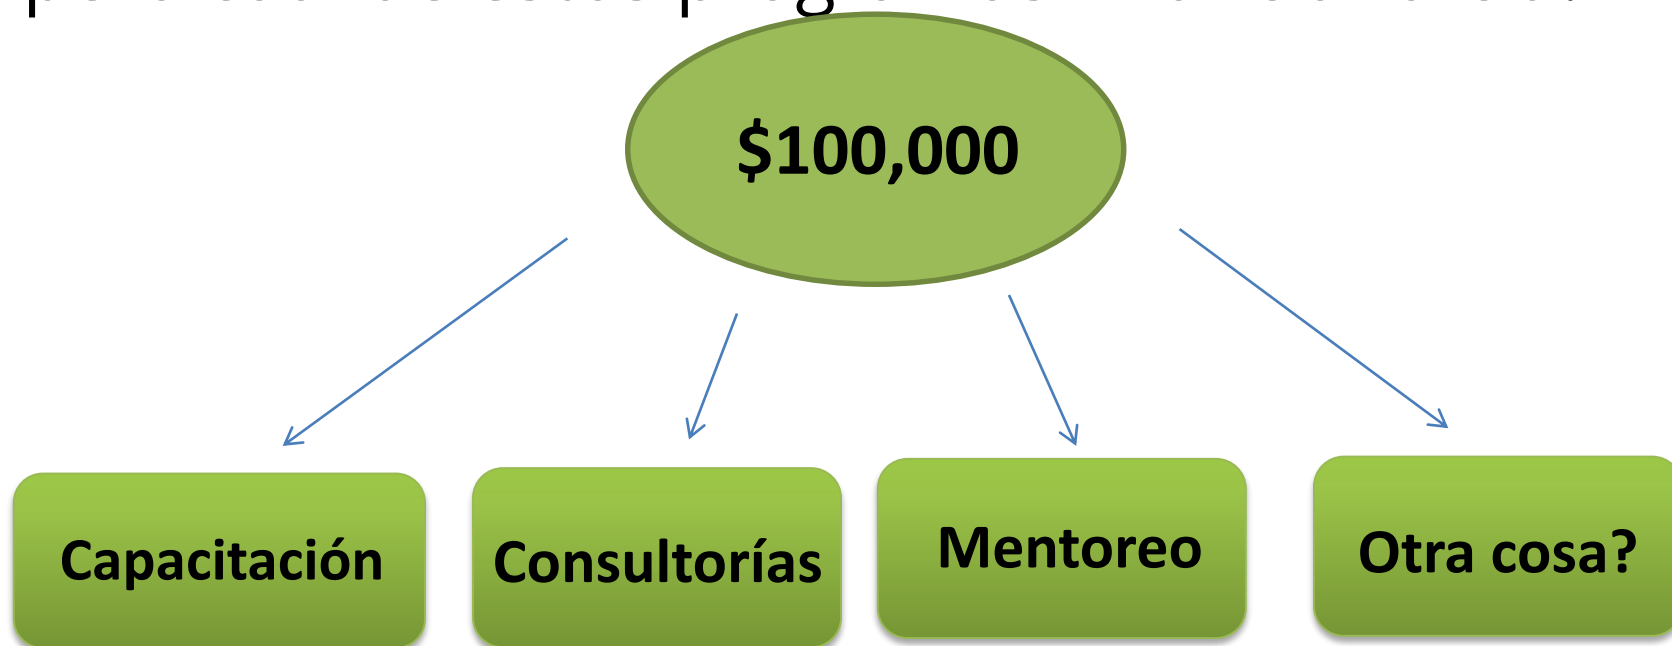 $100,000
Capacitación
Consultorías
Mentoreo
Otra cosa?